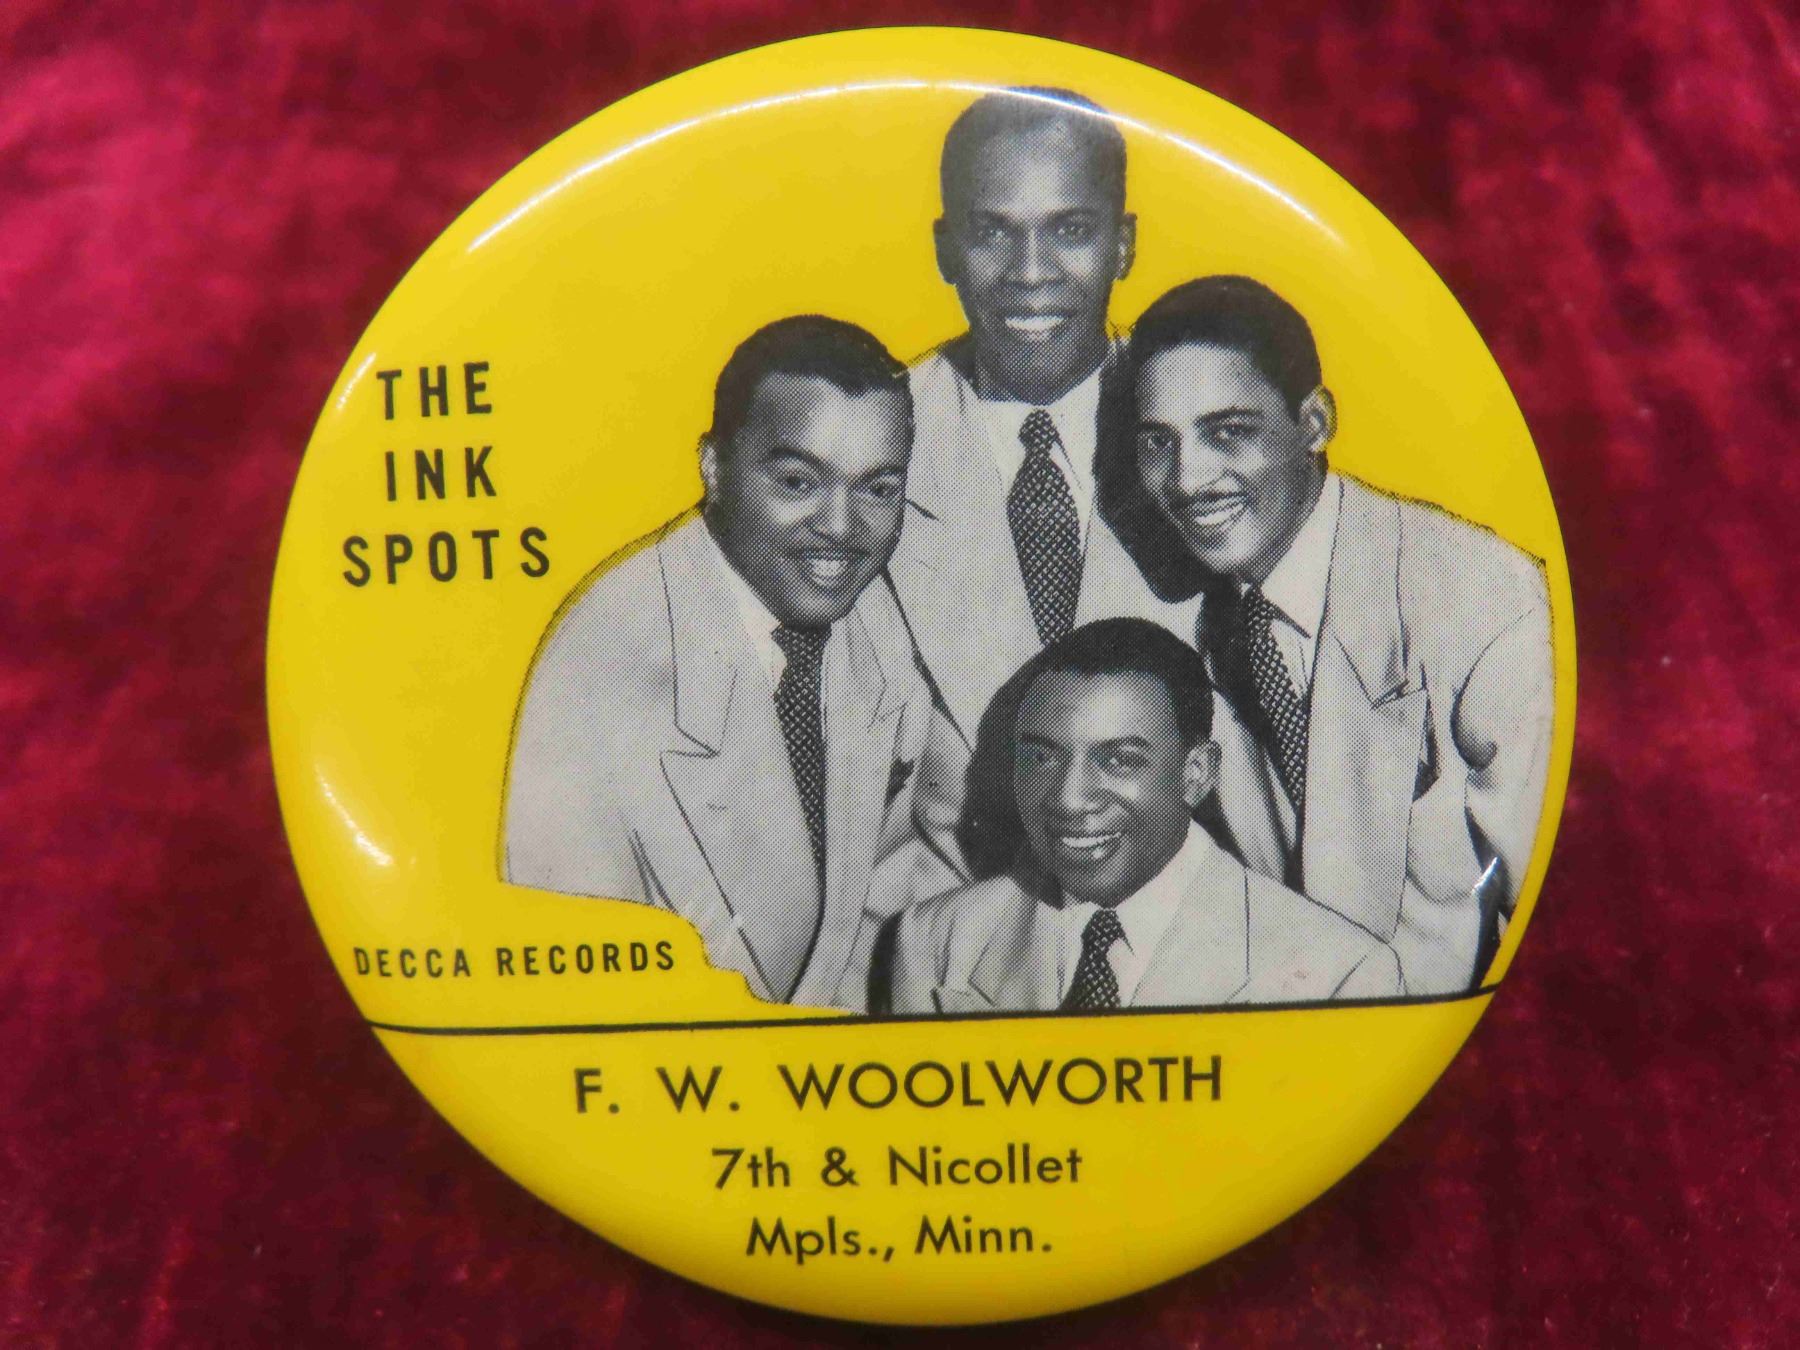 THE
INK
SPOTS
DECCA RECORDS
F. W. WOOLWORTH
7th & Nicollet
Mpls., Minn.